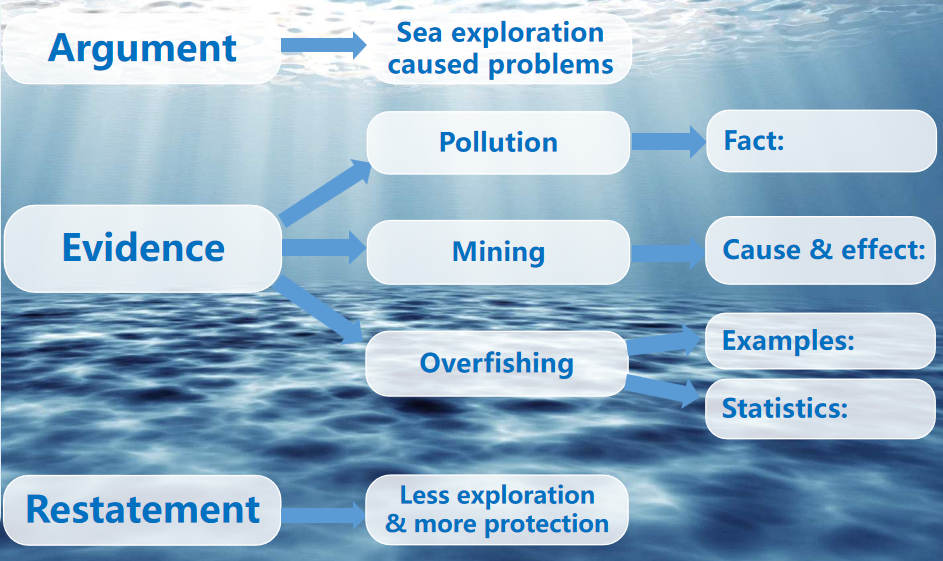 Argument
Sea exploration
caused problems
Pollution
Fact:
Evidence
Mining
Cause & effect:
Overfishing
Examples:
Statistics:
Restatement
Less exploration
& more protection